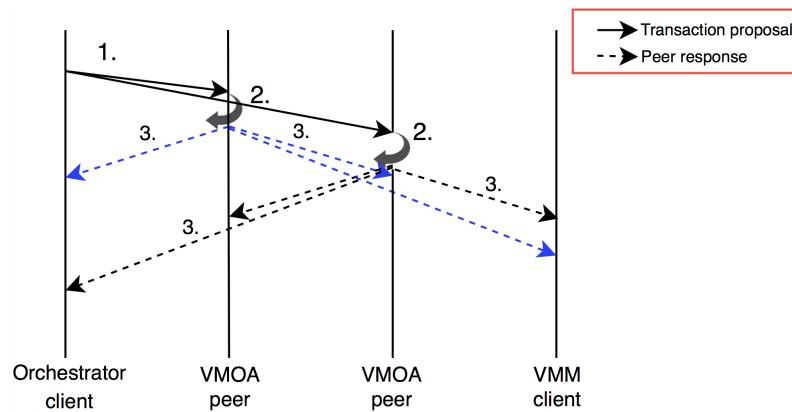 Transaction proposal
Peer response
1.
2.
2.
3.
3.
3.
3.
Orchestrator
client
VMOA
peer
VMOA
peer
VMM
client